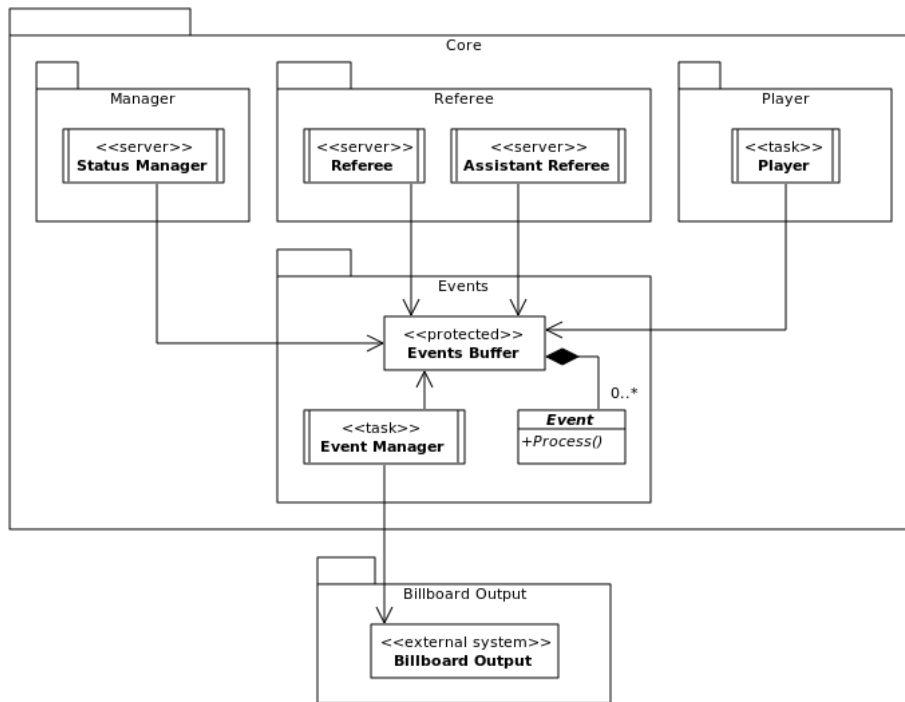 Core
Manager
Referee
Player
<<server>>
Status Manager
<<server>>
Referee
<<server>>
Assistant Referee
<<task>>
Player
Events
<<protected>>
Events Buffer
0..*
<<task>>
Event Manager
Event
+Process()
Billboard Output
<<external system>>
Billboard Output